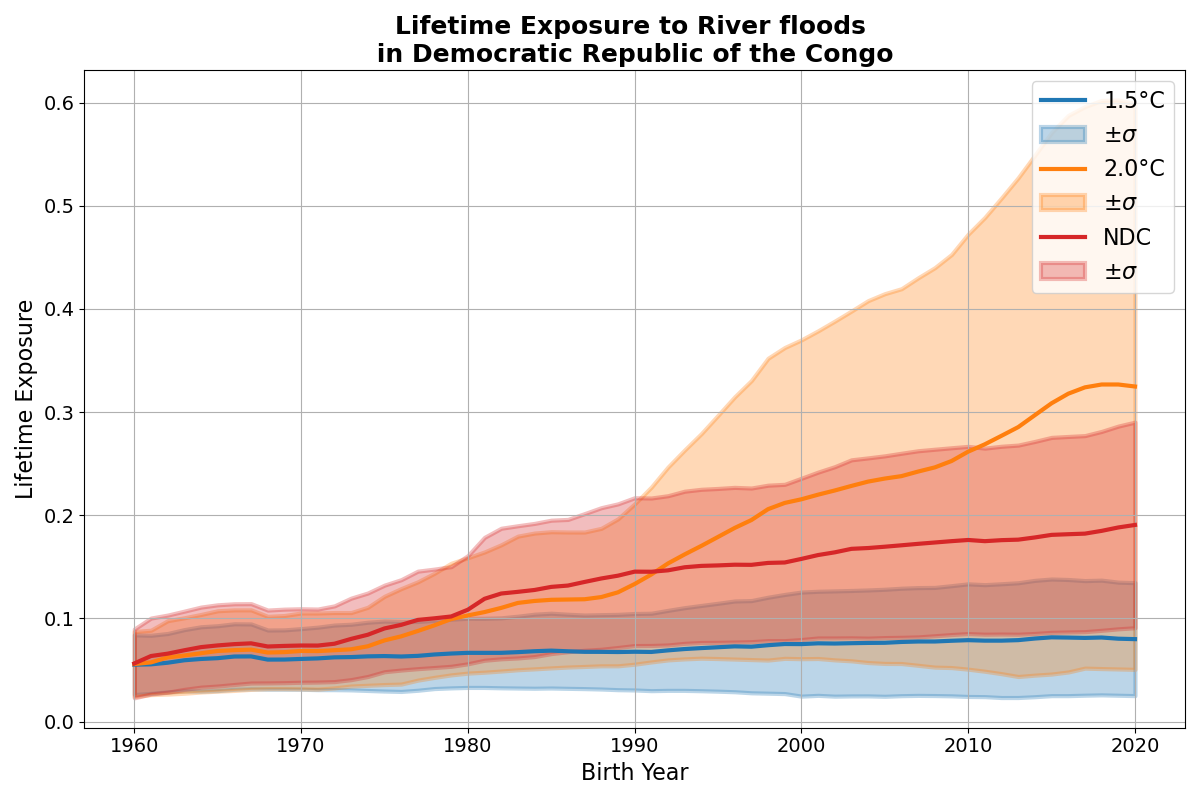 Lifetime Exposure to River floods
in Democratic Republic of the Congo
Lifetime Exposure
0.6
0.5
0.4
0.3
0.2
0.1
0.0
1960
1970
1980
1990
2000
2010
2020
Birth Year
1.5°C
±σ
2.0°C
±σ
NDC
±σ